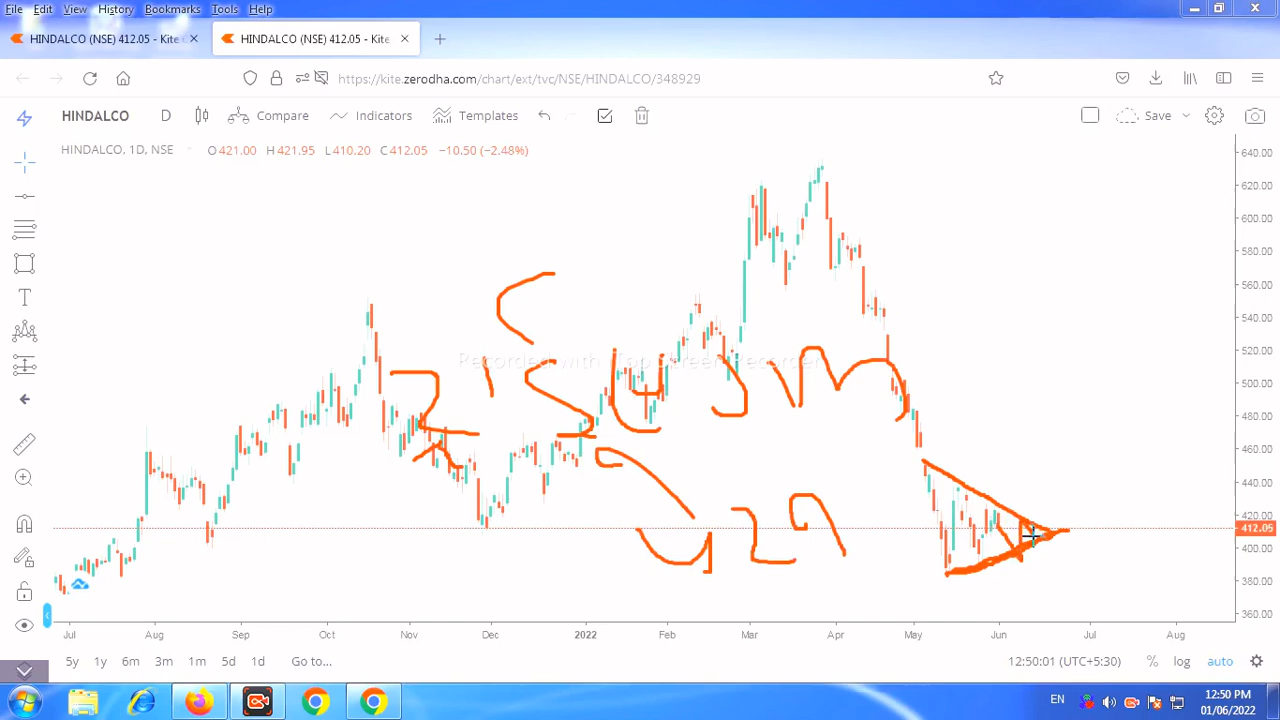 File Edit View History Bookmarks Tools Help
HINDALCO (NSE) 412.05 - Kite
HINDALCO (NSE) 412.05 - Kite
https://kite.zerodha.com/chart/ext/tvc/NSE/HINDALCO/348929
HINDALCO D Compare Indicators Templates Save
HINDALCO, 1D, NSE O 421.00 H 421.95 L 410.20 C 412.05 −10.50 (−2.48%)
640.00
620.00
600.00
580.00
560.00
540.00
520.00
500.00
480.00
460.00
440.00
420.00
412.05
400.00
380.00
360.00
Recorded with iTop Screen Recorder
Jul Aug Sep Oct Nov Dec 2022 Feb Mar Apr May Jun Jul Aug
5y 1y 6m 3m 1m 5d 1d Go to... 12:50:01 (UTC+5:30) % log auto
EN 12:50 PM
01/06/2022